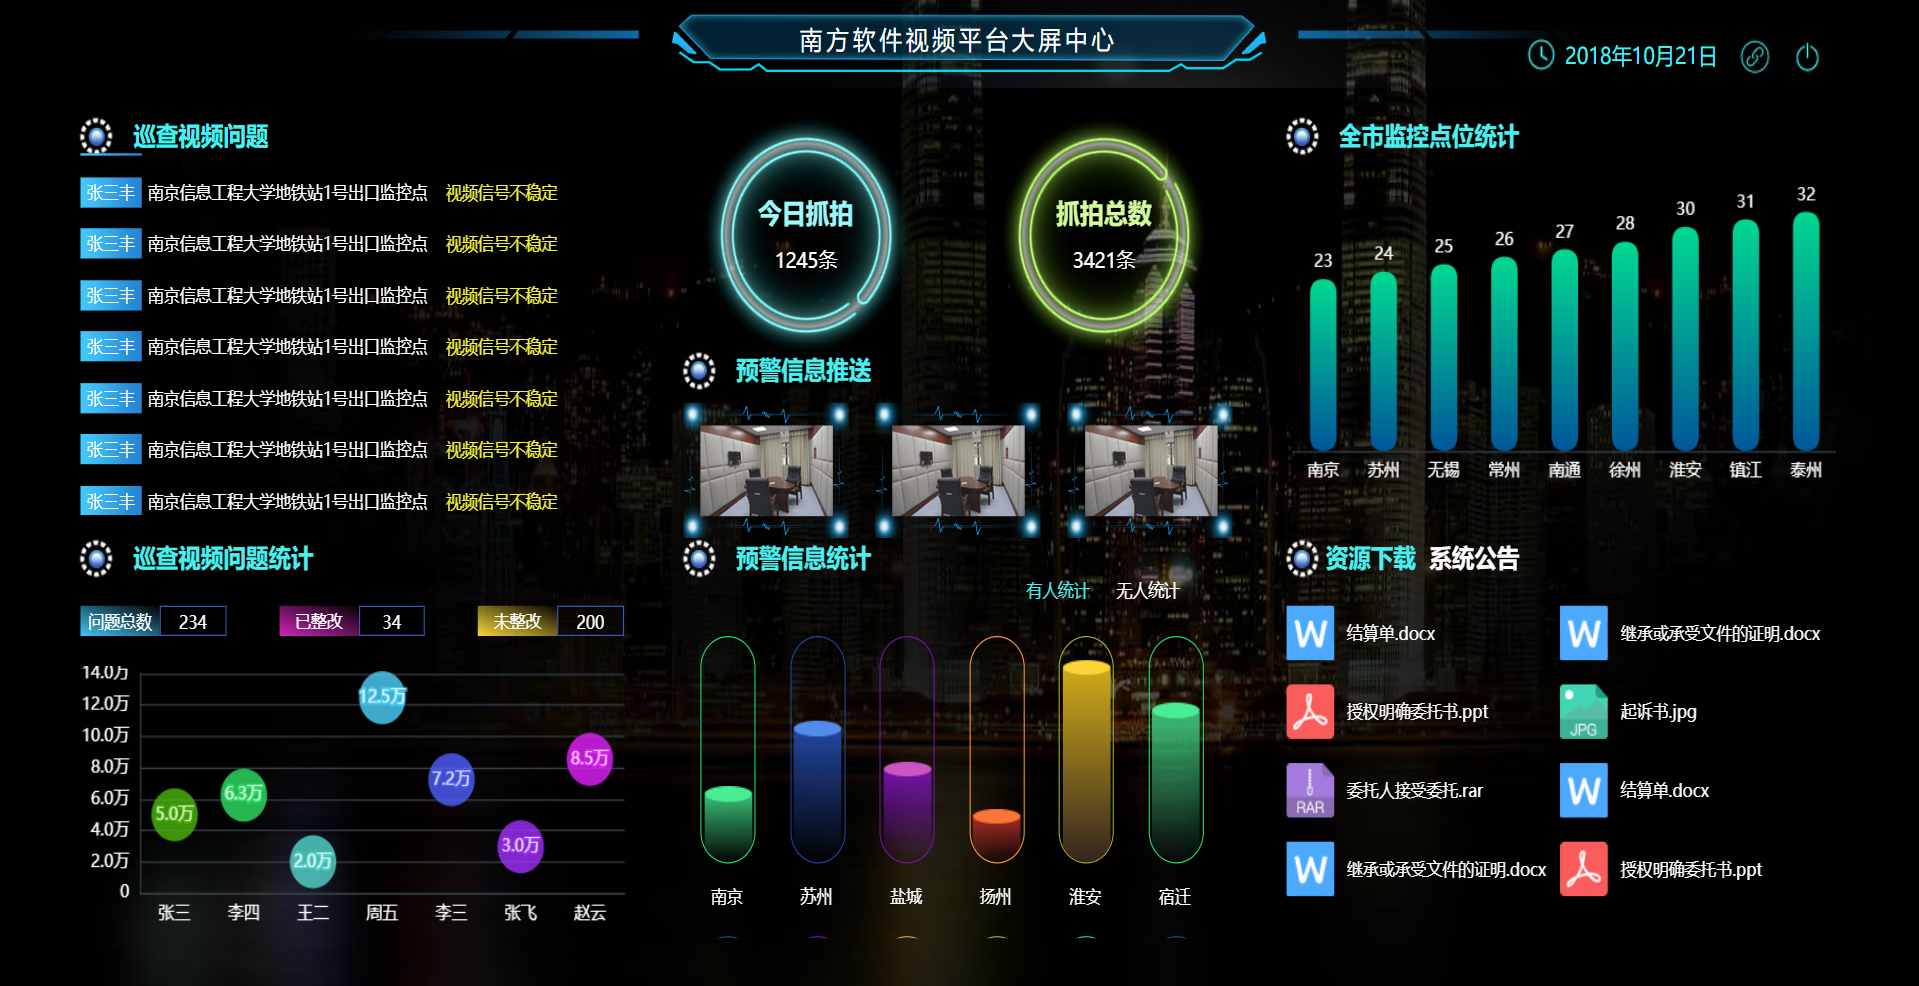 南方软件视频平台大屏中心
2018年10月21日
巡查视频问题
张三丰 南京信息工程大学地铁站1号出口监控点 视频信号不稳定
张三丰 南京信息工程大学地铁站1号出口监控点 视频信号不稳定
张三丰 南京信息工程大学地铁站1号出口监控点 视频信号不稳定
张三丰 南京信息工程大学地铁站1号出口监控点 视频信号不稳定
张三丰 南京信息工程大学地铁站1号出口监控点 视频信号不稳定
张三丰 南京信息工程大学地铁站1号出口监控点 视频信号不稳定
张三丰 南京信息工程大学地铁站1号出口监控点 视频信号不稳定
巡查视频问题统计
问题总数 234 已整改 34 未整改 200
14.0万
12.0万
10.0万
8.0万
6.0万
4.0万
2.0万
0
5.0万
6.3万
2.0万
12.5万
7.2万
3.0万
8.5万
张三 李四 王二 周五 李三 张飞 赵云
今日抓拍
1245条
抓拍总数
3421条
预警信息推送
预警信息统计
有人统计 无人统计
南京 苏州 盐城 扬州 淮安 宿迁
全市监控点位统计
23 24 25 26 27 28 30 31 32
南京 苏州 无锡 常州 南通 徐州 淮安 镇江 泰州
资源下载 系统公告
W 结算单.docx
W 继承或承受文件的证明.docx
授权明确委托书.ppt
JPG 起诉书.jpg
RAR 委托人接受委托.rar
W 结算单.docx
W 继承或承受文件的证明.docx
授权明确委托书.ppt